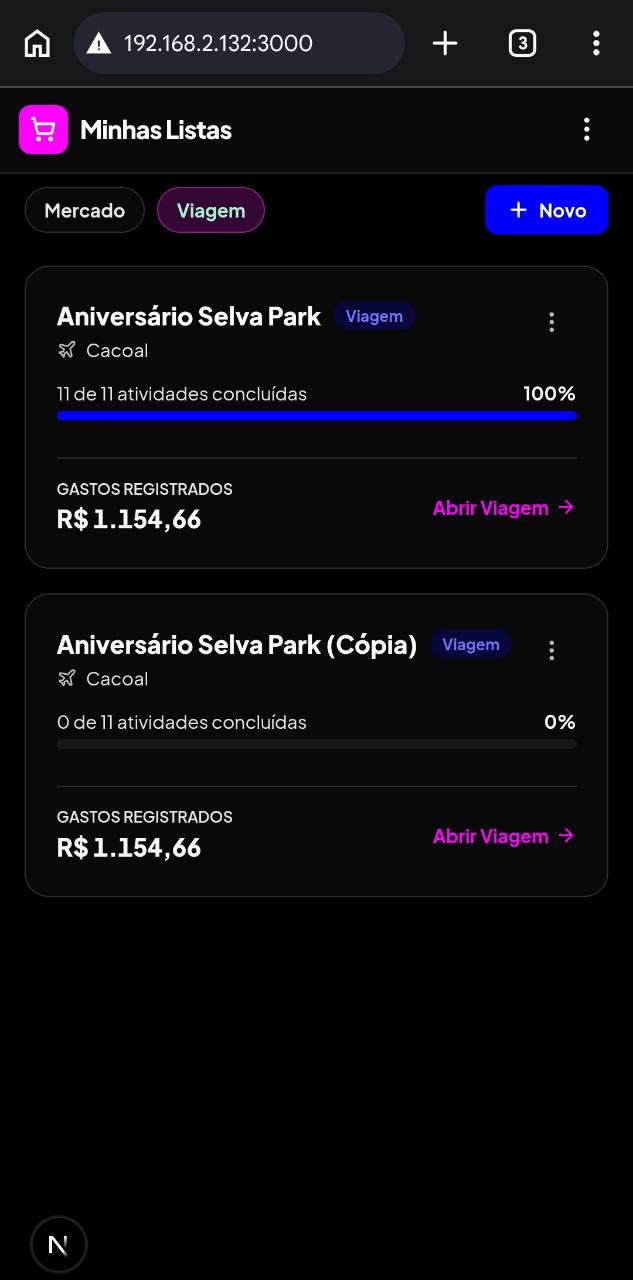 192.168.2.132:3000
3
Minhas Listas
Mercado
Viagem
+ Novo
Aniversário Selva Park
Viagem
Cacoal
11 de 11 atividades concluídas
100%
GASTOS REGISTRADOS
R$ 1.154,66
Abrir Viagem →
Aniversário Selva Park (Cópia)
Viagem
Cacoal
0 de 11 atividades concluídas
0%
GASTOS REGISTRADOS
R$ 1.154,66
Abrir Viagem →
N